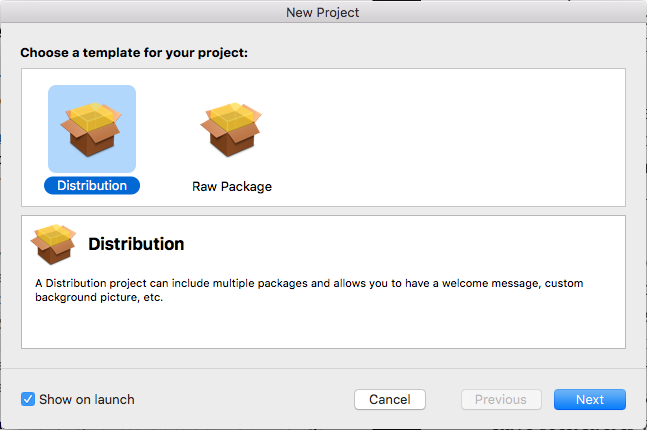 New Project
Choose a template for your project:
Distribution
Raw Package
Distribution
A Distribution project can include multiple packages and allows you to have a welcome message, custom
background picture, etc.
Show on launch
Cancel
Previous
Next